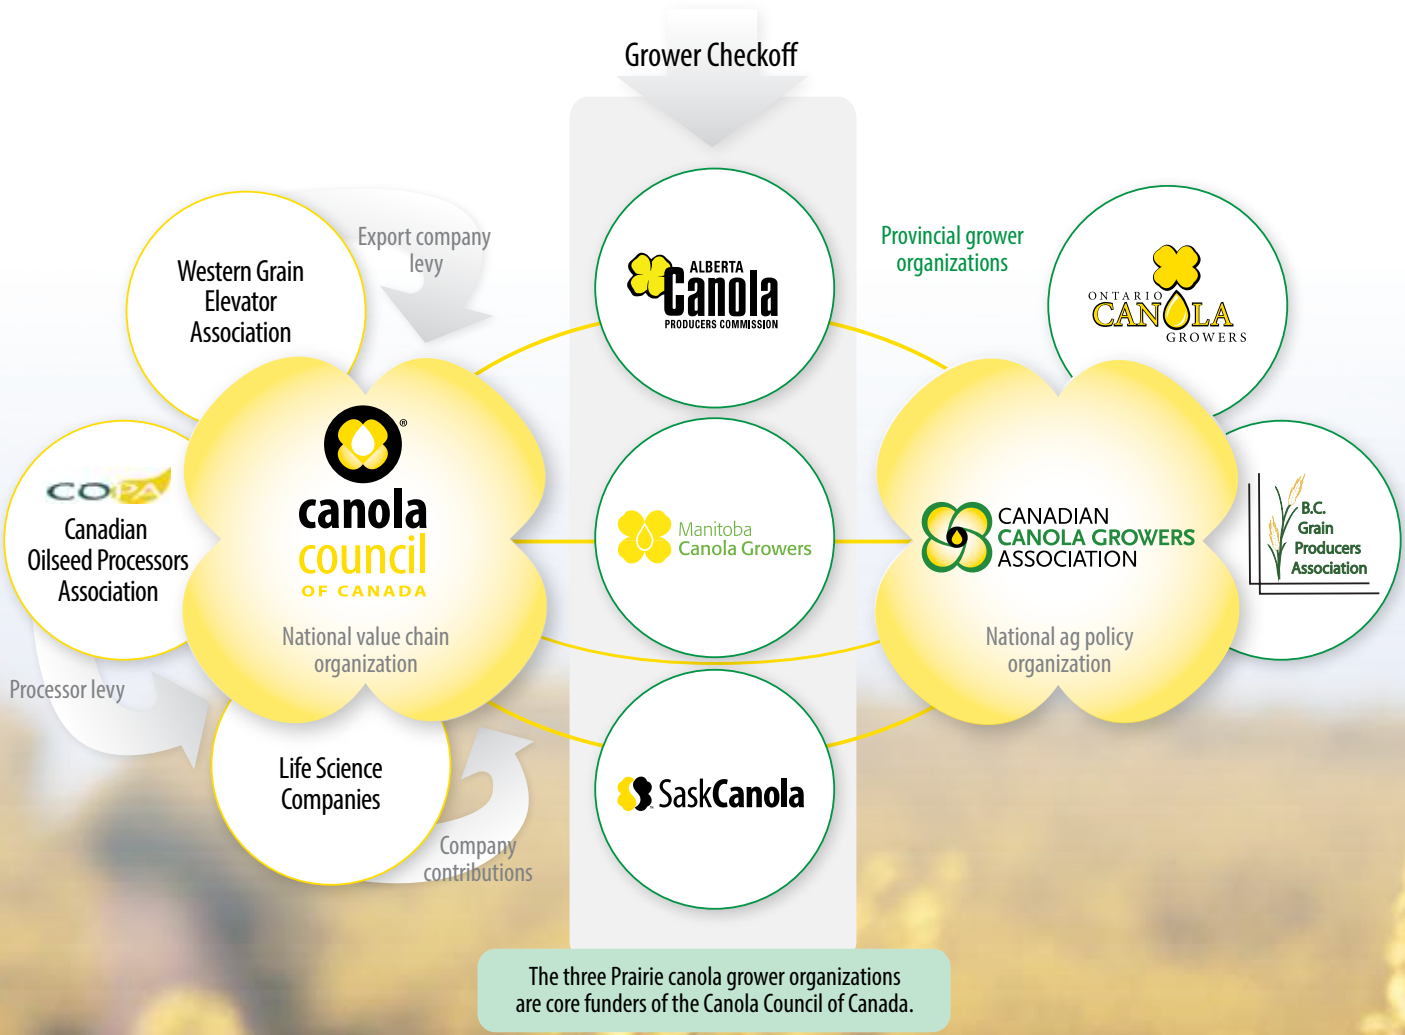 Grower Checkoff
Western Grain
Elevator
Association
Export company
levy
ALBERTA
Canola
PRODUCERS COMMISSION
Provincial grower
organizations
ONTARIO
CANOLA
GROWERS
COPA
Canadian
Oilseed Processors
Association
®
canola
council
OF CANADA
National value chain
organization
Manitoba
Canola Growers
CANADIAN
CANOLA GROWERS
ASSOCIATION
National ag policy
organization
B.C.
Grain
Producers
Association
Processor levy
Life Science
Companies
Company
contributions
SaskCanola
The three Prairie canola grower organizations
are core funders of the Canola Council of Canada.